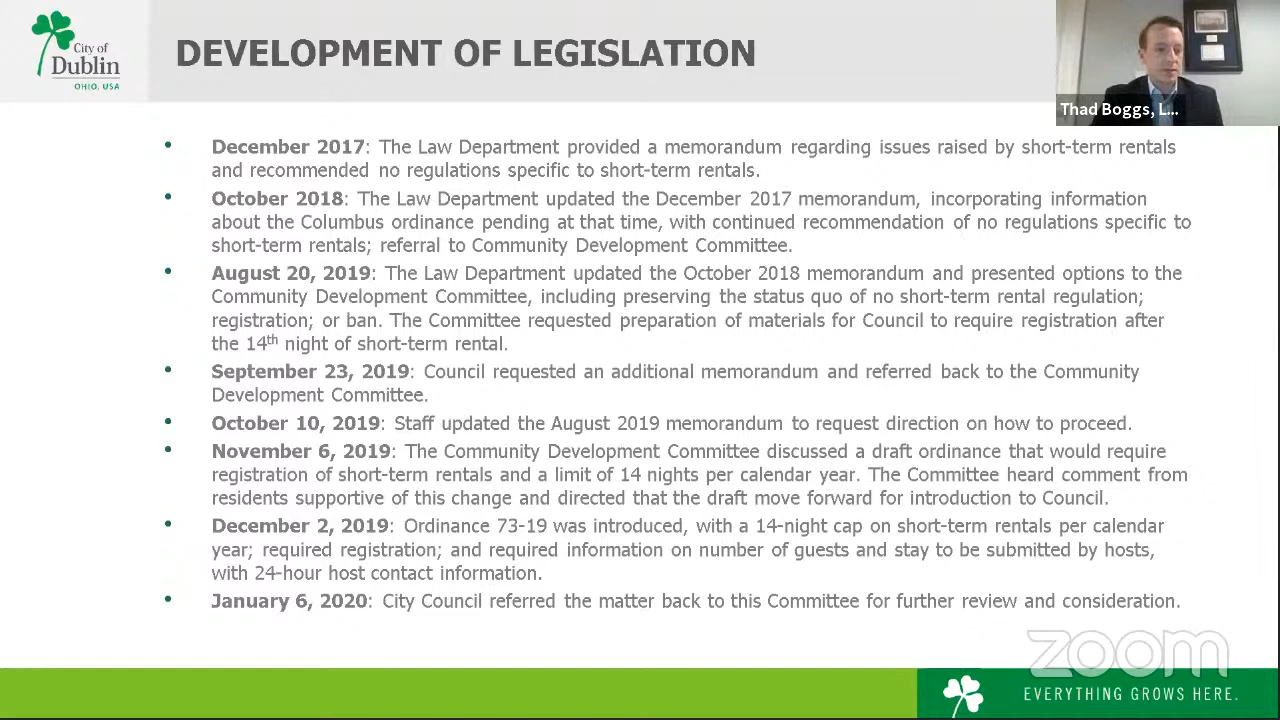 City of
Dublin
OHIO, USA
DEVELOPMENT OF LEGISLATION
Thad Boggs, L...
• December 2017: The Law Department provided a memorandum regarding issues raised by short-term rentals
and recommended no regulations specific to short-term rentals.
• October 2018: The Law Department updated the December 2017 memorandum, incorporating information
about the Columbus ordinance pending at that time, with continued recommendation of no regulations specific to
short-term rentals; referral to Community Development Committee.
• August 20, 2019: The Law Department updated the October 2018 memorandum and presented options to the
Community Development Committee, including preserving the status quo of no short-term rental regulation;
registration; or ban. The Committee requested preparation of materials for Council to require registration after
the 14th night of short-term rental.
• September 23, 2019: Council requested an additional memorandum and referred back to the Community
Development Committee.
• October 10, 2019: Staff updated the August 2019 memorandum to request direction on how to proceed.
• November 6, 2019: The Community Development Committee discussed a draft ordinance that would require
registration of short-term rentals and a limit of 14 nights per calendar year. The Committee heard comment from
residents supportive of this change and directed that the draft move forward for introduction to Council.
• December 2, 2019: Ordinance 73-19 was introduced, with a 14-night cap on short-term rentals per calendar
year; required registration; and required information on number of guests and stay to be submitted by hosts,
with 24-hour host contact information.
• January 6, 2020: City Council referred the matter back to this Committee for further review and consideration.
zoom
EVERYTHING GROWS HERE.